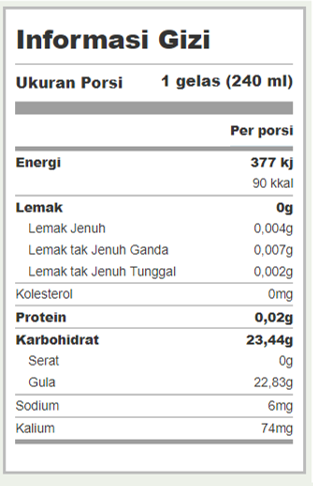 Informasi Gizi
Ukuran Porsi 1 gelas (240 ml)
Per porsi
Energi 377 kj
90 kkal
Lemak 0g
Lemak Jenuh 0,004g
Lemak tak Jenuh Ganda 0,007g
Lemak tak Jenuh Tunggal 0,002g
Kolesterol 0mg
Protein 0,02g
Karbohidrat 23,44g
Serat 0g
Gula 22,83g
Sodium 6mg
Kalium 74mg